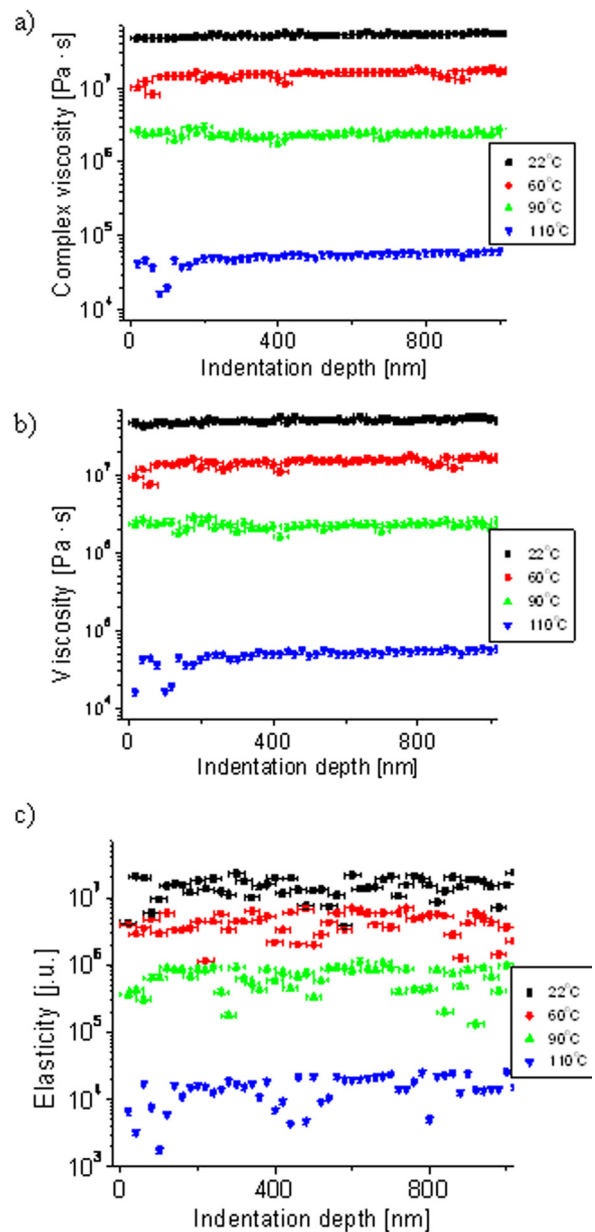 a)
Complex viscosity [Pa · s]
10⁷
10⁶
10⁵
10⁴
22°C
60°C
90°C
110°C
0
400
800
Indentation depth [nm]
b)
Viscosity [Pa · s]
10⁷
10⁶
10⁵
10⁴
22°C
60°C
90°C
110°C
0
400
800
Indentation depth [nm]
c)
Elasticity [j.u.]
10⁷
10⁶
10⁵
10⁴
10³
22°C
60°C
90°C
110°C
0
400
800
Indentation depth [nm]